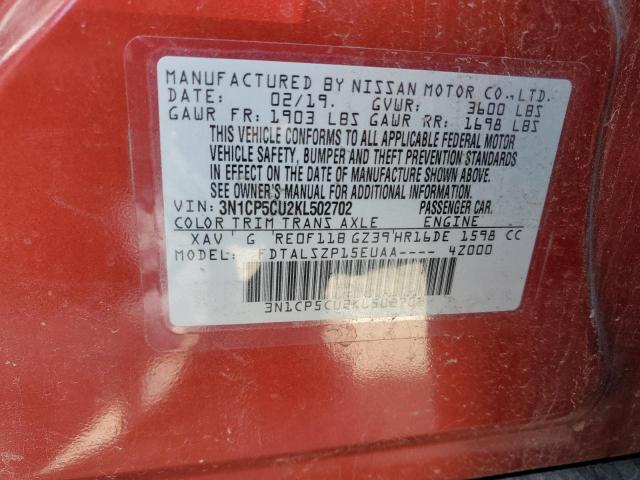 MANUFACTURED BY NISSAN MOTOR CO., LTD.
DATE: 02/19. GVWR: 3600 LBS
GAWR FR: 1903 LBS GAWR RR: 1698 LBS
THIS VEHICLE CONFORMS TO ALL APPLICABLE FEDERAL MOTOR
VEHICLE SAFETY, BUMPER AND THEFT PREVENTION STANDARDS
IN EFFECT ON THE DATE OF MANUFACTURE SHOWN ABOVE.
SEE OWNER'S MANUAL FOR ADDITIONAL INFORMATION.
VIN: 3N1CP5CU2KL502702 PASSENGER CAR.
COLOR TRIM TRANS AXLE ENGINE
XAV G RE0F11B GZ39 HR16DE 1598 CC
MODEL: FDTALSZP15EUAA---- 42000
3N1CP5CU2KL502702